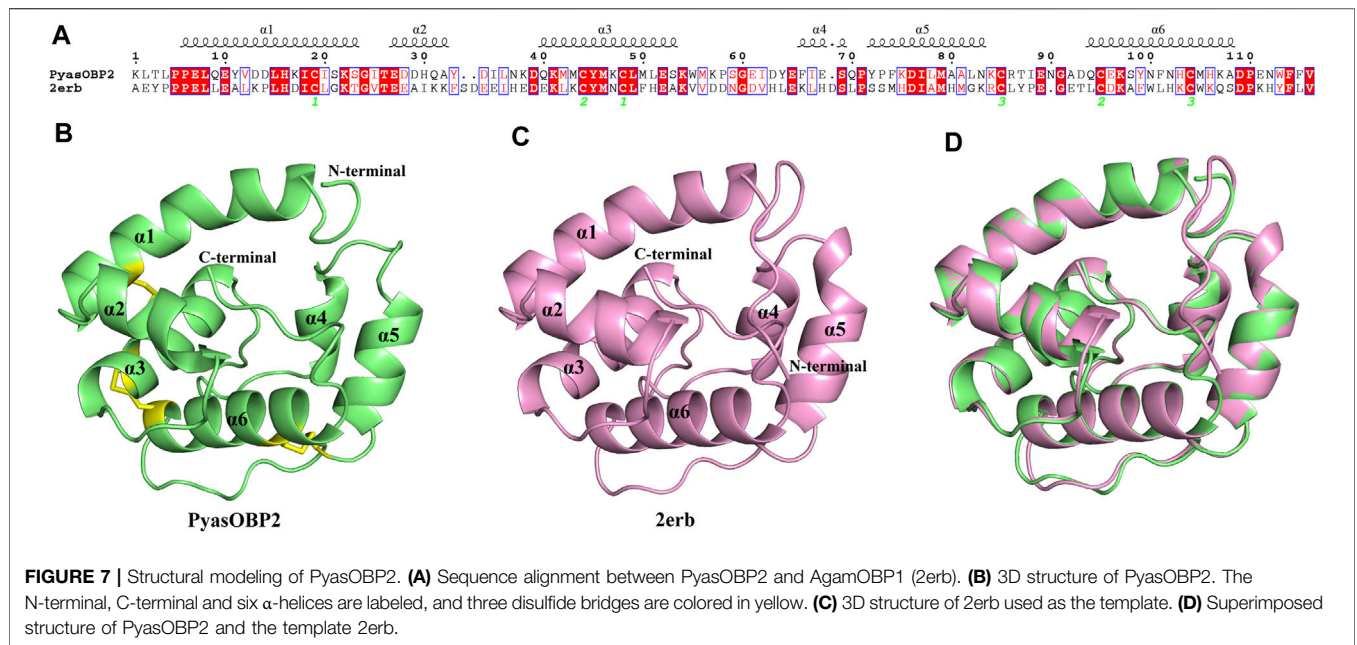 A
α1 α2 α3 α4 α5 α6
1 10 20 30 40 50 60 70 80 90 100 110
PyasOBP2 KLTLPPELQEYVDDLHKICISKSGITEDDHQAY..DILNKDQKMMCYMKCLMLESKWMKPSGEIDYEFIE.SQPYPFKDILMAALNKCRTIENGADQCEKSYNFNHCMHKADPENWFFV
2erb AEYPPPELLEALKPLHDICLGKTGVTEEAIKKFSDEEIHEDEKLKCYMNCLFHEAKVVDDNGDVHLEKLHDSLPSSMHDIAMHMGKRCLYPE.GETLCDKAFWLHKCWKQSDPKHYFLV
1 2 1 3 2 3
B
N-terminal
α1
C-terminal
α2
α4
α5
α3
α6
PyasOBP2
C
α1
C-terminal
α2
α4
α5
α3
N-terminal
α6
2erb
D
FIGURE 7 | Structural modeling of PyasOBP2. (A) Sequence alignment between PyasOBP2 and AgamOBP1 (2erb). (B) 3D structure of PyasOBP2. The
N-terminal, C-terminal and six α-helices are labeled, and three disulfide bridges are colored in yellow. (C) 3D structure of 2erb used as the template. (D) Superimposed
structure of PyasOBP2 and the template 2erb.